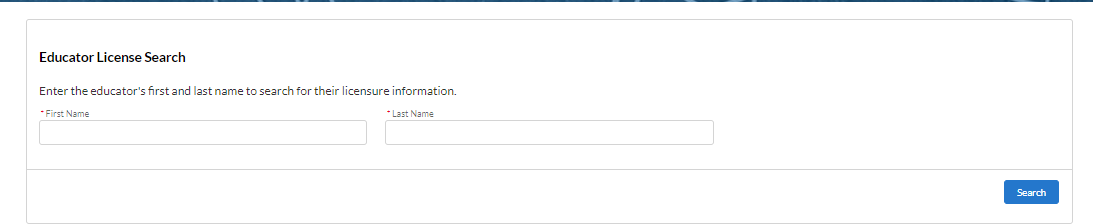 Educator License Search
Enter the educator's first and last name to search for their licensure information.
* First Name
* Last Name
Search